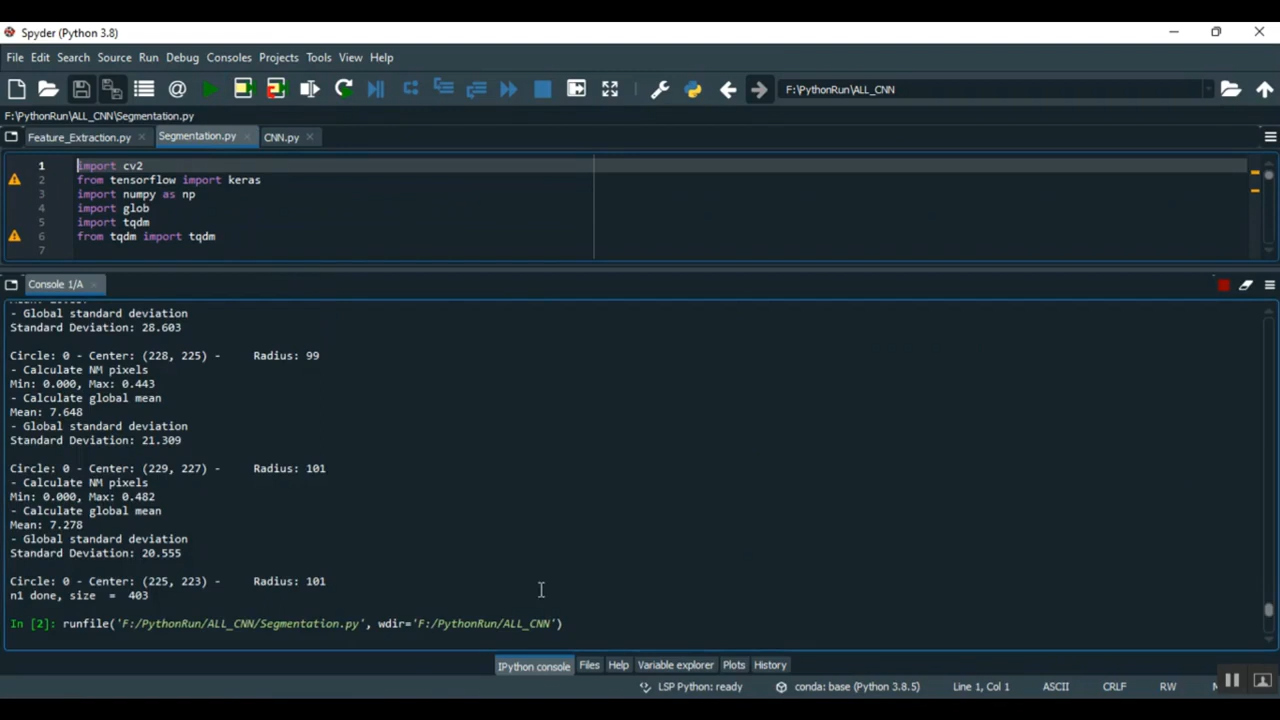 Spyder (Python 3.8)
File Edit Search Source Run Debug Consoles Projects Tools View Help
F:\PythonRun\ALL_CNN
F:\PythonRun\ALL_CNN\Segmentation.py
Feature_Extraction.py Segmentation.py CNN.py
1 import cv2
2 from tensorflow import keras
3 import numpy as np
4 import glob
5 import tqdm
6 from tqdm import tqdm
7
Console 1/A
- Global standard deviation
Standard Deviation: 28.603
Circle: 0 - Center: (228, 225) - Radius: 99
- Calculate NM pixels
Min: 0.000, Max: 0.443
- Calculate global mean
Mean: 7.648
- Global standard deviation
Standard Deviation: 21.309
Circle: 0 - Center: (229, 227) - Radius: 101
- Calculate NM pixels
Min: 0.000, Max: 0.482
- Calculate global mean
Mean: 7.278
- Global standard deviation
Standard Deviation: 20.555
Circle: 0 - Center: (225, 223) - Radius: 101
n1 done, size = 403
In [2]: runfile('F:/PythonRun/ALL_CNN/Segmentation.py', wdir='F:/PythonRun/ALL_CNN')
IPython console Files Help Variable explorer Plots History
LSP Python: ready conda: base (Python 3.8.5) Line 1, Col 1 ASCII CRLF RW